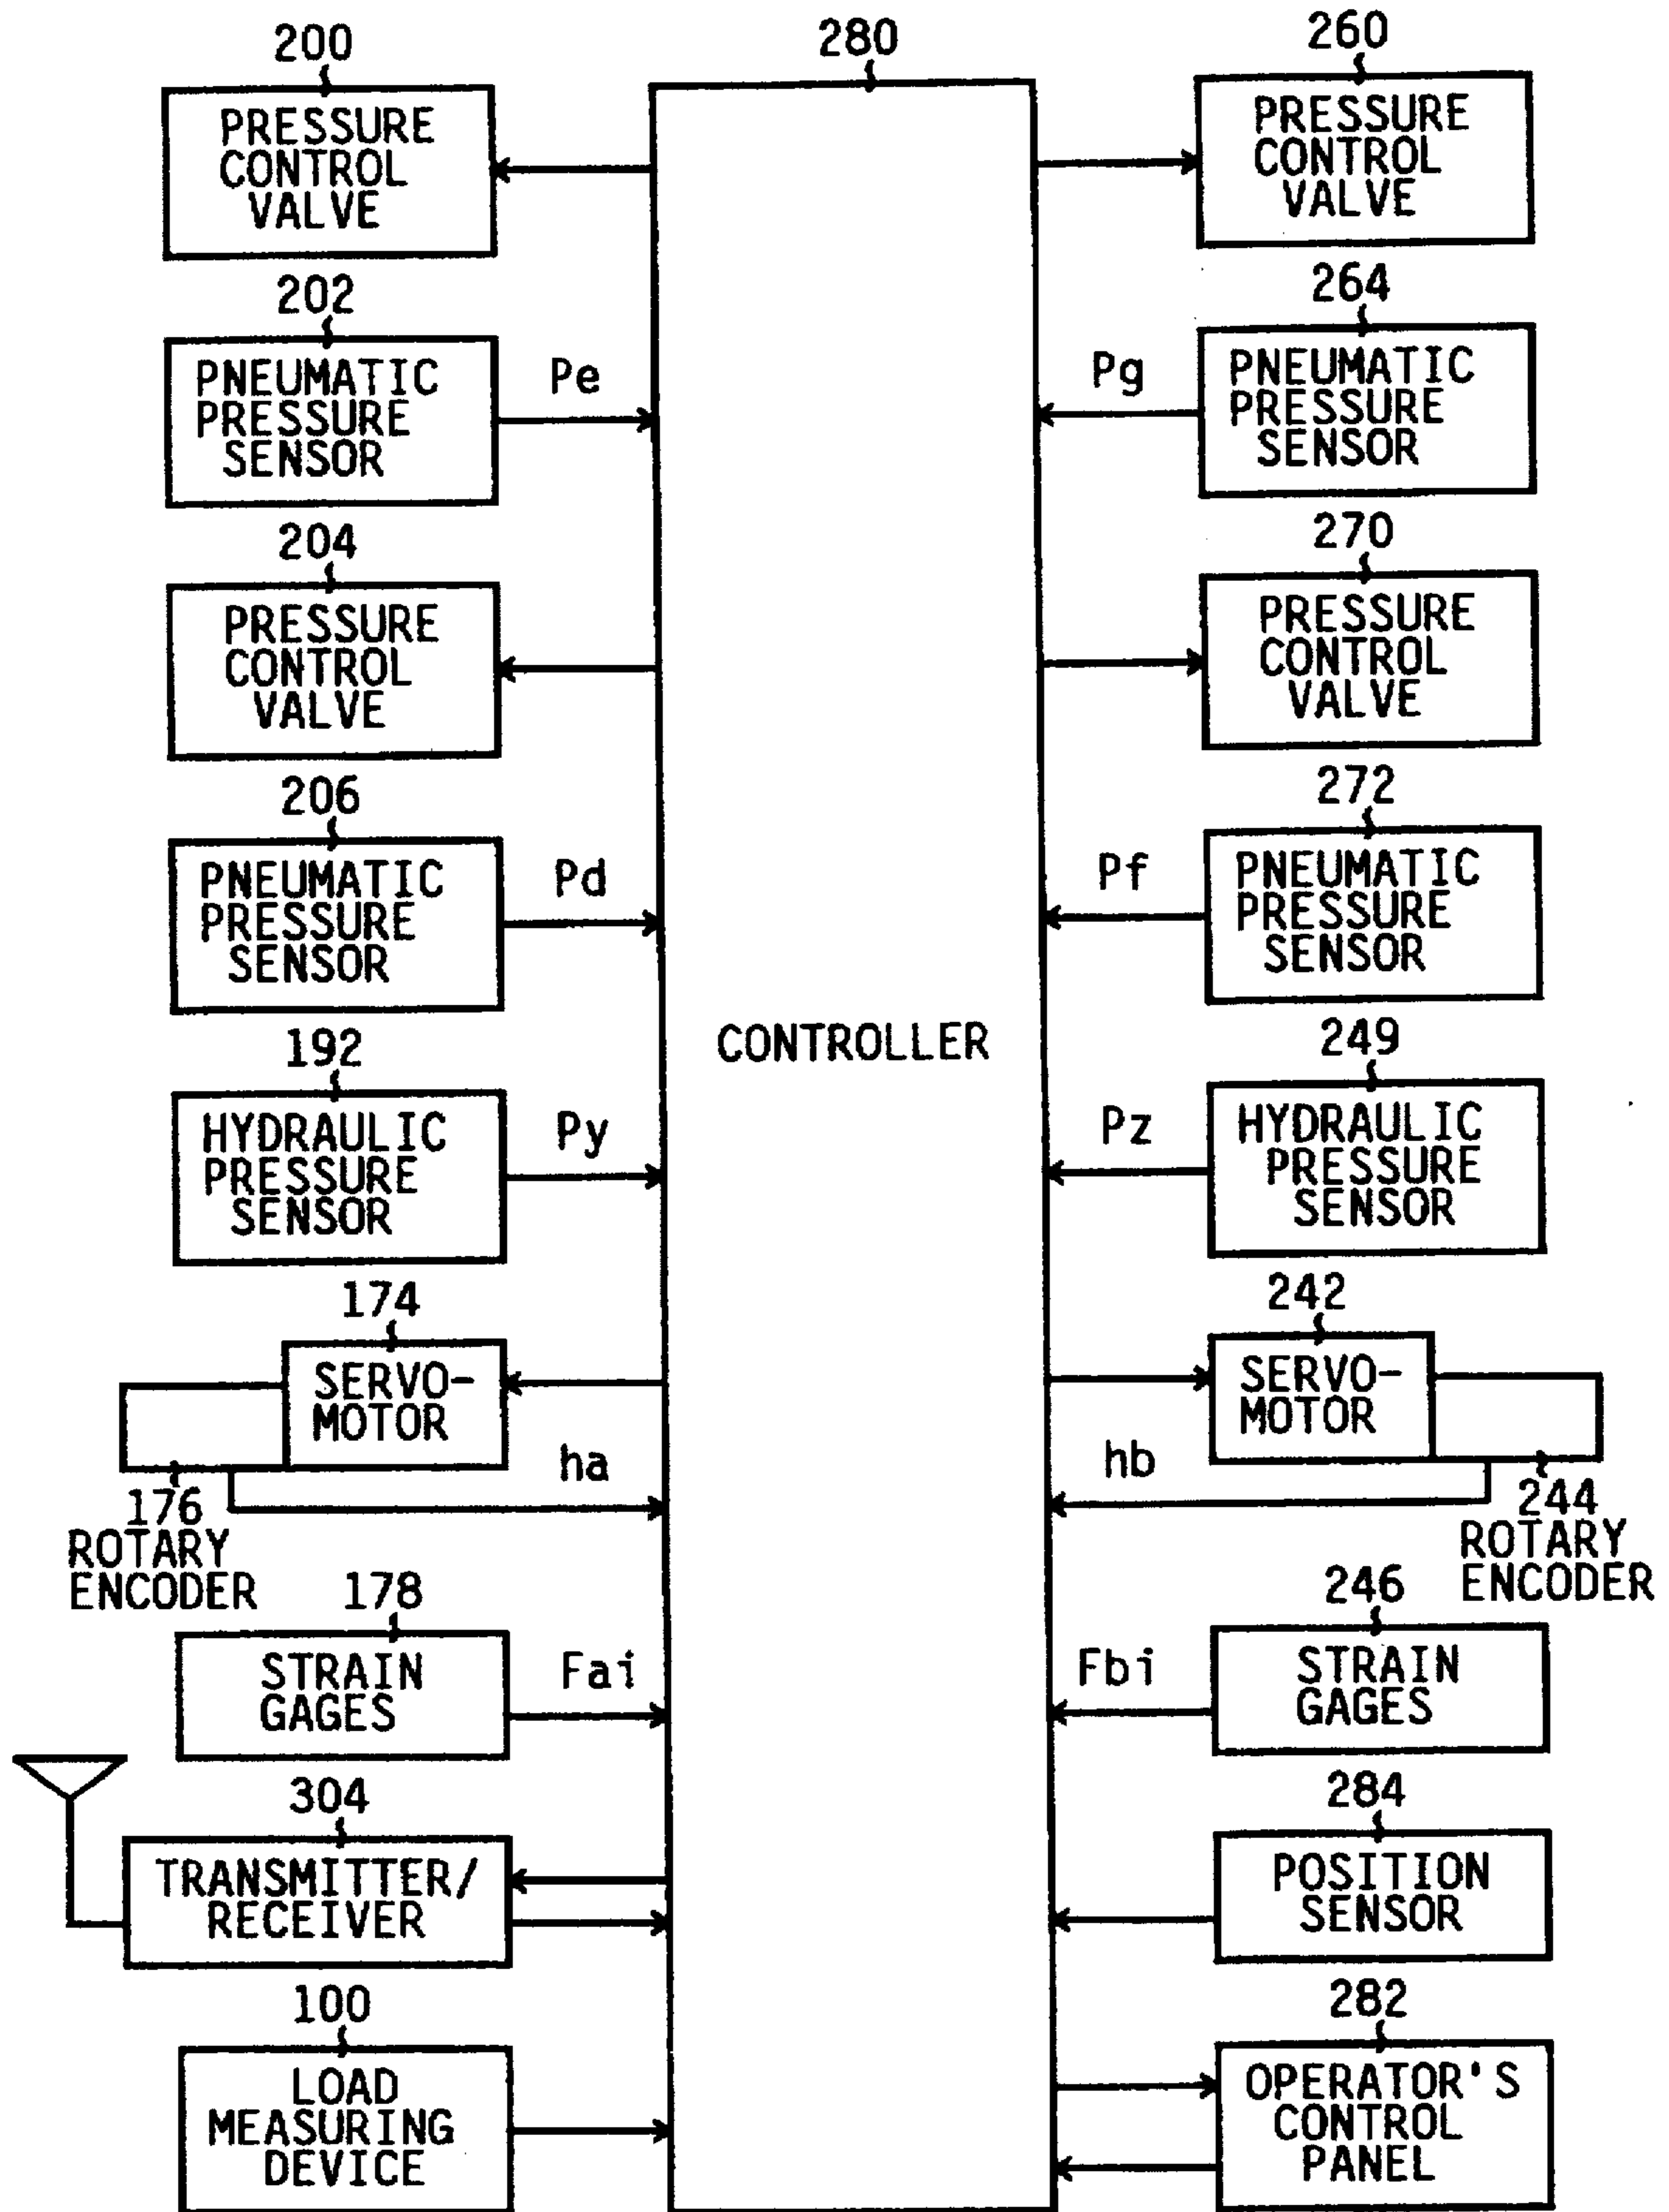 200
PRESSURE
CONTROL
VALVE
202
PNEUMATIC
PRESSURE
SENSOR
Pe
204
PRESSURE
CONTROL
VALVE
206
PNEUMATIC
PRESSURE
SENSOR
Pd
192
HYDRAULIC
PRESSURE
SENSOR
Py
174
SERVO-
MOTOR
ha
176
ROTARY
ENCODER
178
STRAIN
GAGES
Fai
304
TRANSMITTER/
RECEIVER
100
LOAD
MEASURING
DEVICE
280
CONTROLLER
260
PRESSURE
CONTROL
VALVE
264
PNEUMATIC
PRESSURE
SENSOR
Pg
270
PRESSURE
CONTROL
VALVE
272
PNEUMATIC
PRESSURE
SENSOR
Pf
249
HYDRAULIC
PRESSURE
SENSOR
Pz
242
SERVO-
MOTOR
hb
244
ROTARY
ENCODER
246
STRAIN
GAGES
Fbi
284
POSITION
SENSOR
282
OPERATOR'S
CONTROL
PANEL